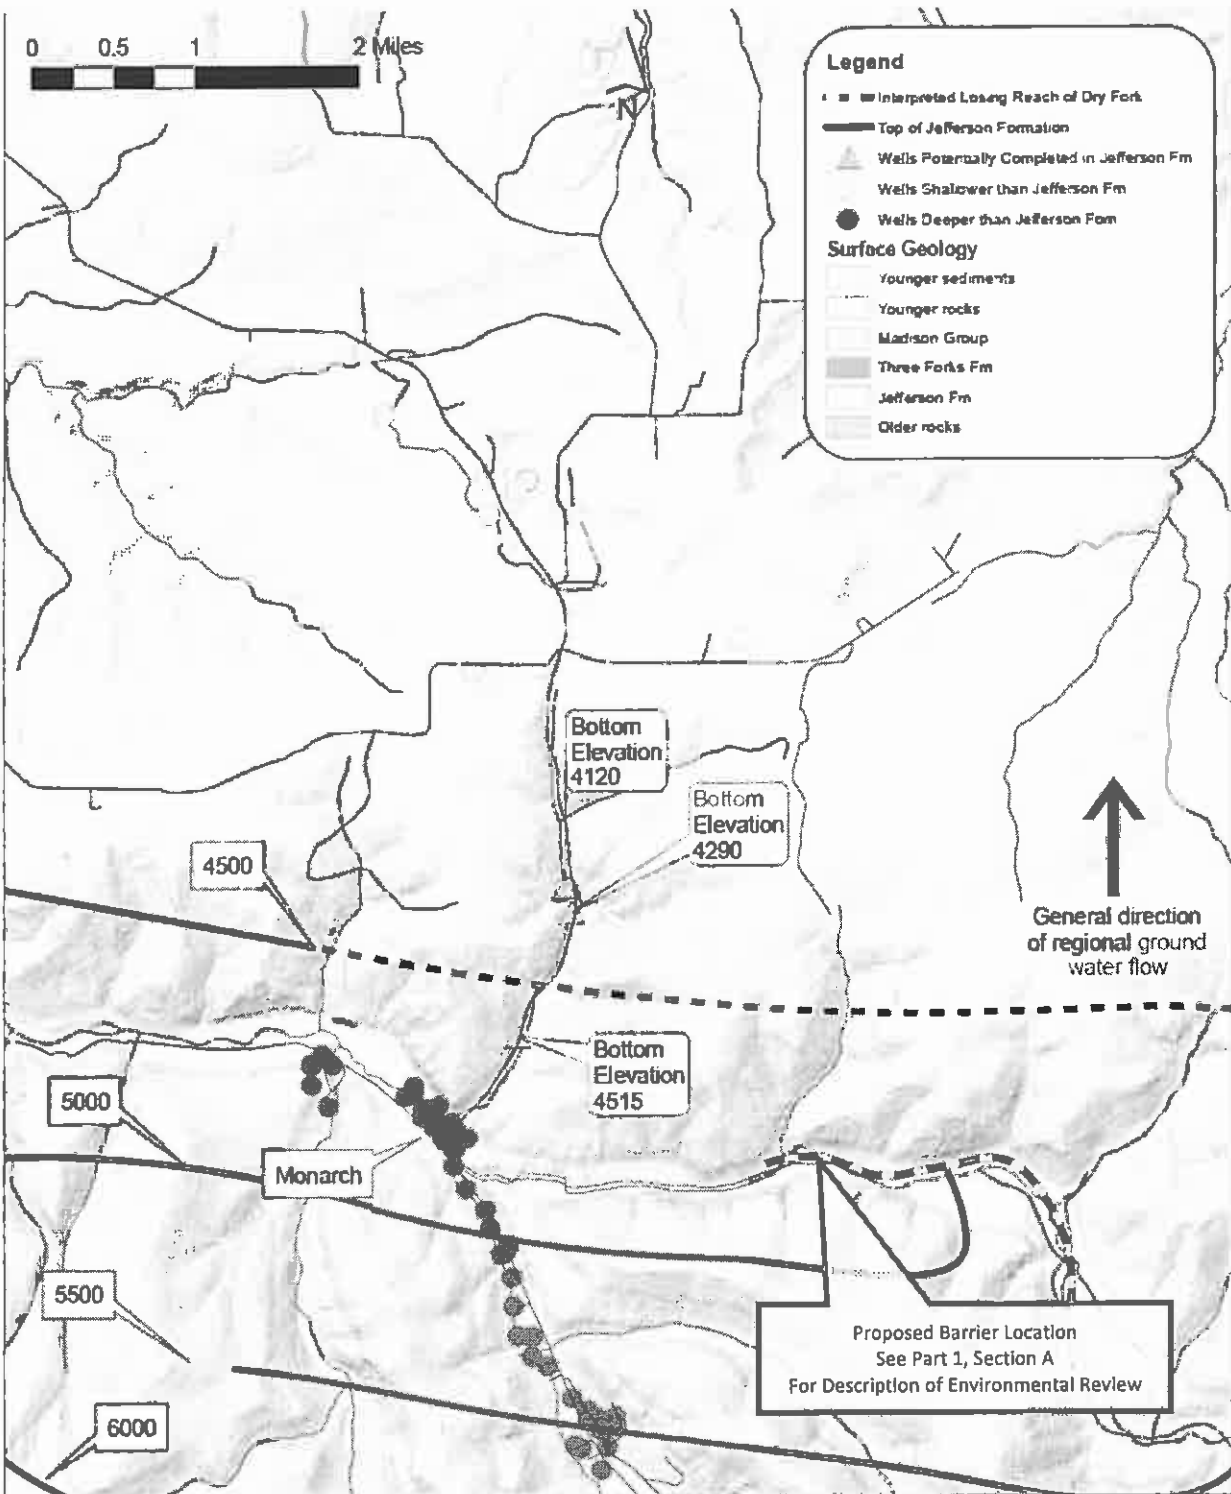 0 0.5 1 2 Miles
N
Legend
Interpreted Losing Reach of Dry Fork
Top of Jefferson Formation
Wells Potentially Completed in Jefferson Fm
Wells Shallower than Jefferson Fm
Wells Deeper than Jefferson Fom
Surface Geology
Younger sediments
Younger rocks
Madison Group
Three Forks Fm
Jefferson Fm
Older rocks
Bottom
Elevation
4120
Bottom
Elevation
4290
4500
General direction
of regional ground
water flow
Bottom
Elevation
4515
5000
Monarch
5500
Proposed Barrier Location
See Part 1, Section A
For Description of Environmental Review
6000